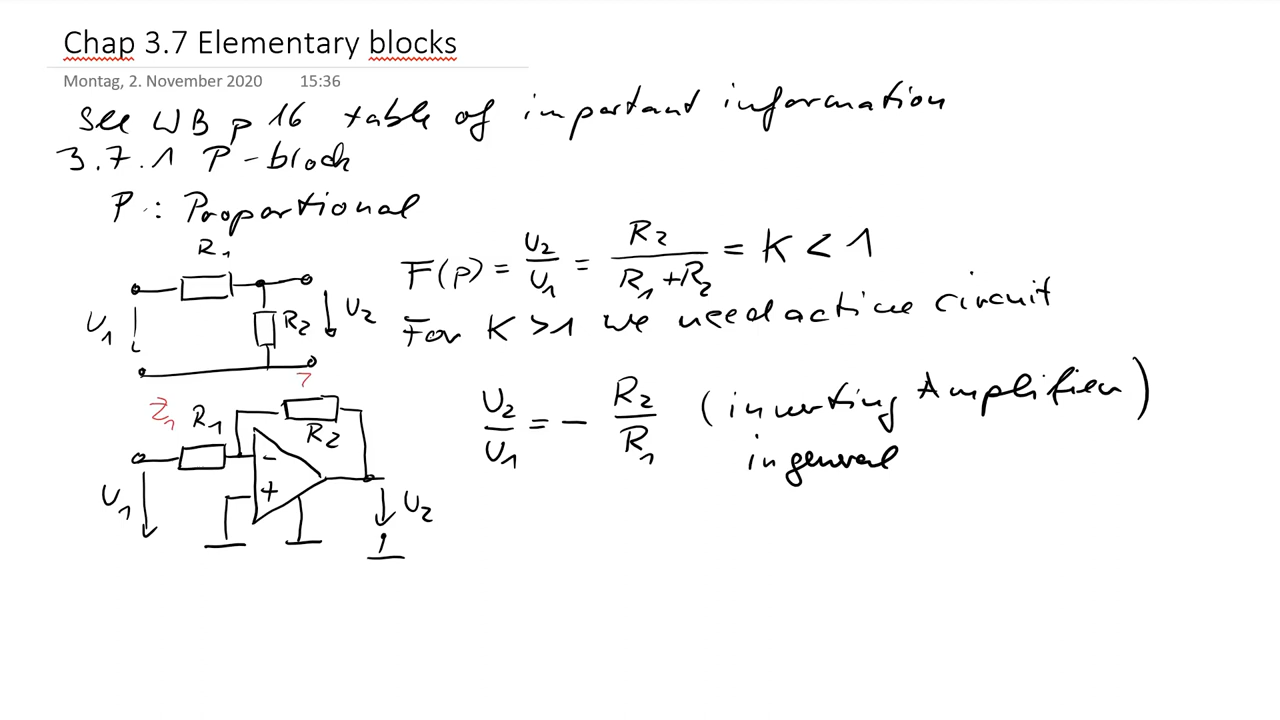 Chap 3.7 Elementary blocks
Montag, 2. November 2020 15:36
See WB p 16 table of important information
3.7.1 P-block
P : Proportional
R1
U1
R2
U2
F(p) = U2/U1 = R2/(R1+R2) = K < 1
For K >1 we need active circuit
Z1
R1
R2
-
+
U1
U2
U2/U1 = - R2/R1 (inverting Amplifier)
in general